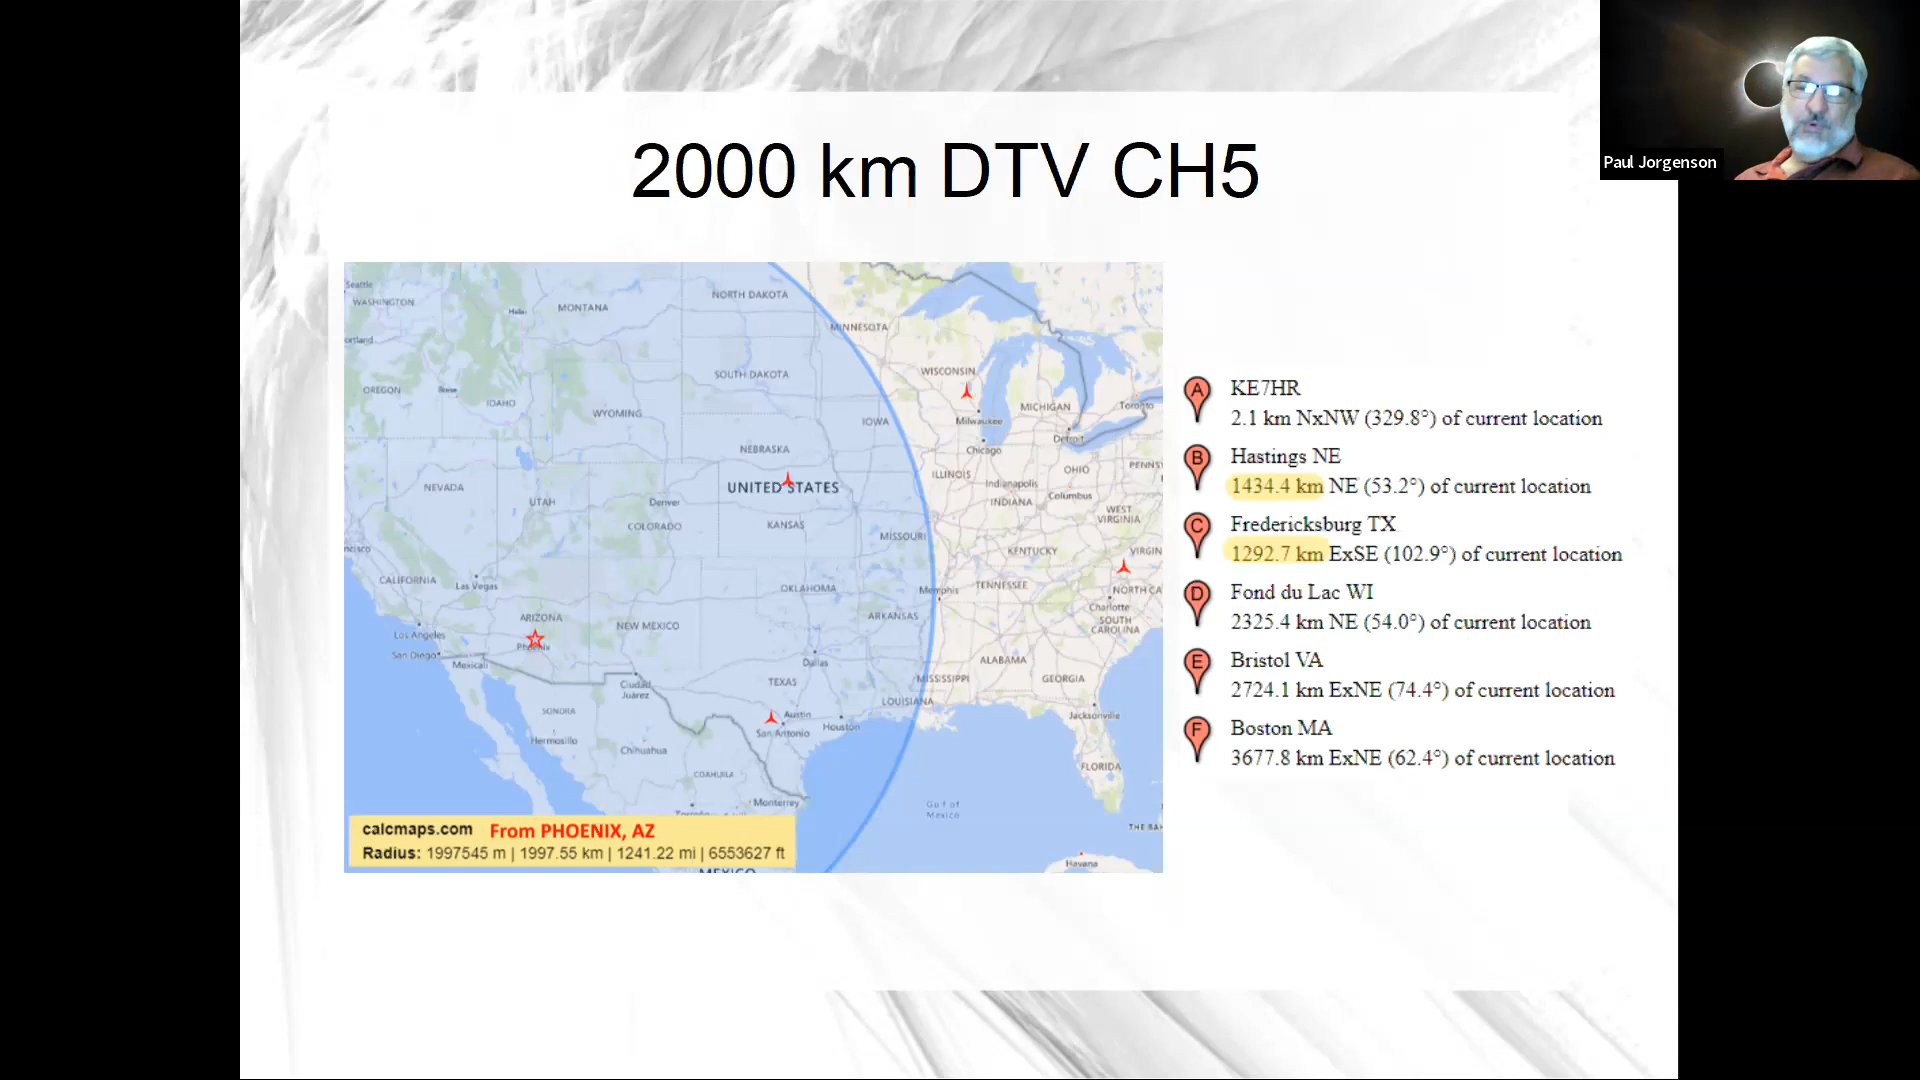 2000 km DTV CH5
Paul Jorgenson
Seattle
WASHINGTON
MONTANA
NORTH DAKOTA
MINNESOTA
ortland
OREGON
IDAHO
SOUTH DAKOTA
WISCONSIN
WYOMING
IOWA
MICHIGAN
Toronto
Milwaukee
Detroit
Chicago
NEBRASKA
ILLINOIS
OHIO
PENNSY
NEVADA
UTAH
Denver
UNITED STATES
Indianapolis
INDIANA
Columbus
COLORADO
KANSAS
MISSOURI
WEST
VIRGINIA
ncisco
KENTUCKY
VIRGIN
CALIFORNIA
Las Vegas
OKLAHOMA
Memphis
TENNESSEE
NORTH CA
Charlotte
ARIZONA
NEW MEXICO
ARKANSAS
SOUTH
CAROLINA
Los Angeles
Phoenix
San Diego
Mexicali
Dallas
ALABAMA
GEORGIA
MISSISSIPPI
Ciudad
Juárez
TEXAS
LOUISIANA
SONORA
Austin
San Antonio
Houston
Jacksonville
Hermosillo
Chihuahua
COAHUILA
FLORIDA
Monterrey
Gulf of
Mexico
THE BAH
Havana
MEXICO
calcmaps.com From PHOENIX, AZ
Radius: 1997545 m | 1997.55 km | 1241.22 mi | 6553627 ft
A KE7HR
2.1 km NxNW (329.8°) of current location
B Hastings NE
1434.4 km NE (53.2°) of current location
C Fredericksburg TX
1292.7 km ExSE (102.9°) of current location
D Fond du Lac WI
2325.4 km NE (54.0°) of current location
E Bristol VA
2724.1 km ExNE (74.4°) of current location
F Boston MA
3677.8 km ExNE (62.4°) of current location